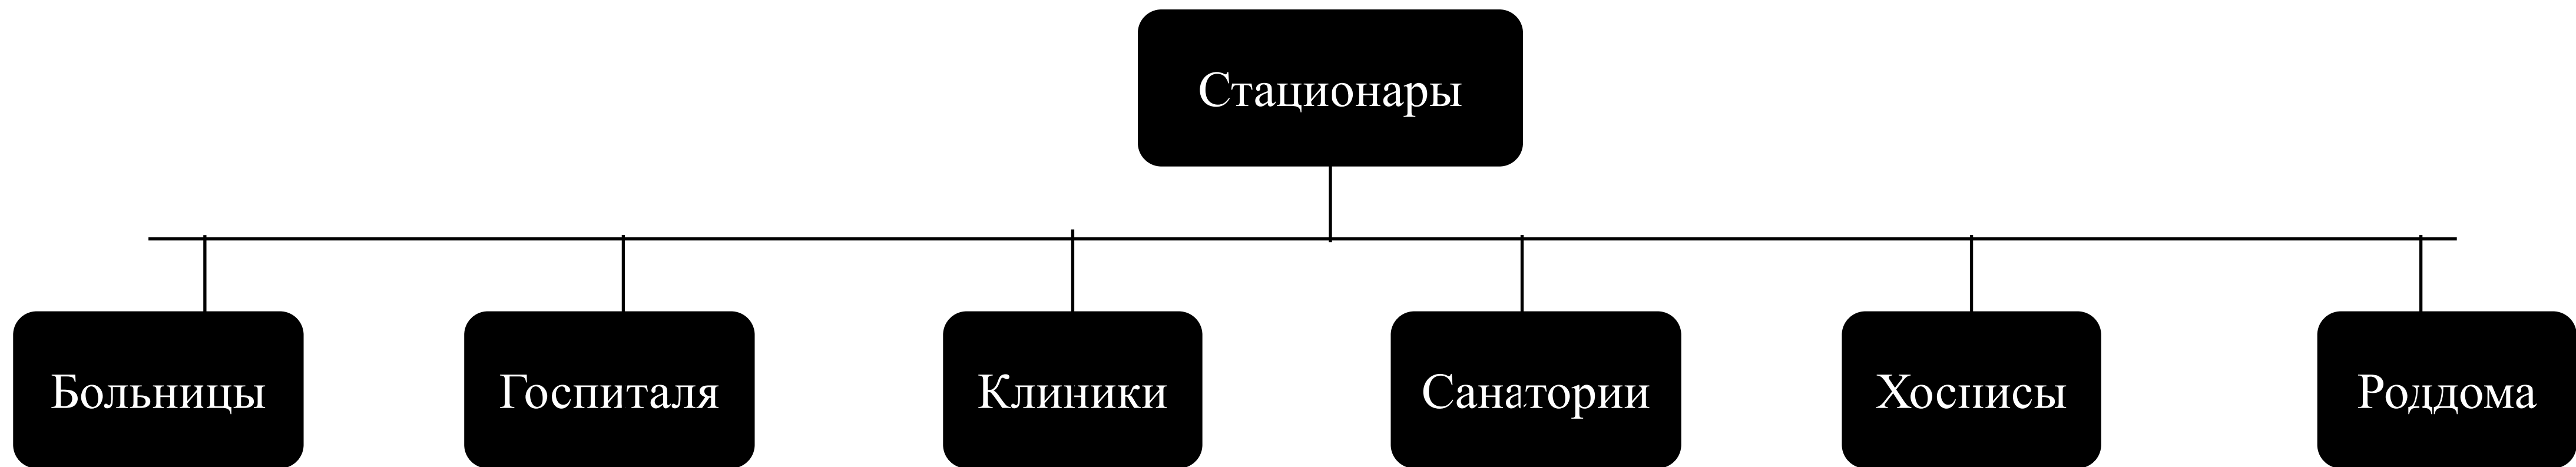 Стационары
Больницы
Госпиталя
Клиники
Санатории
Хосписы
Роддома